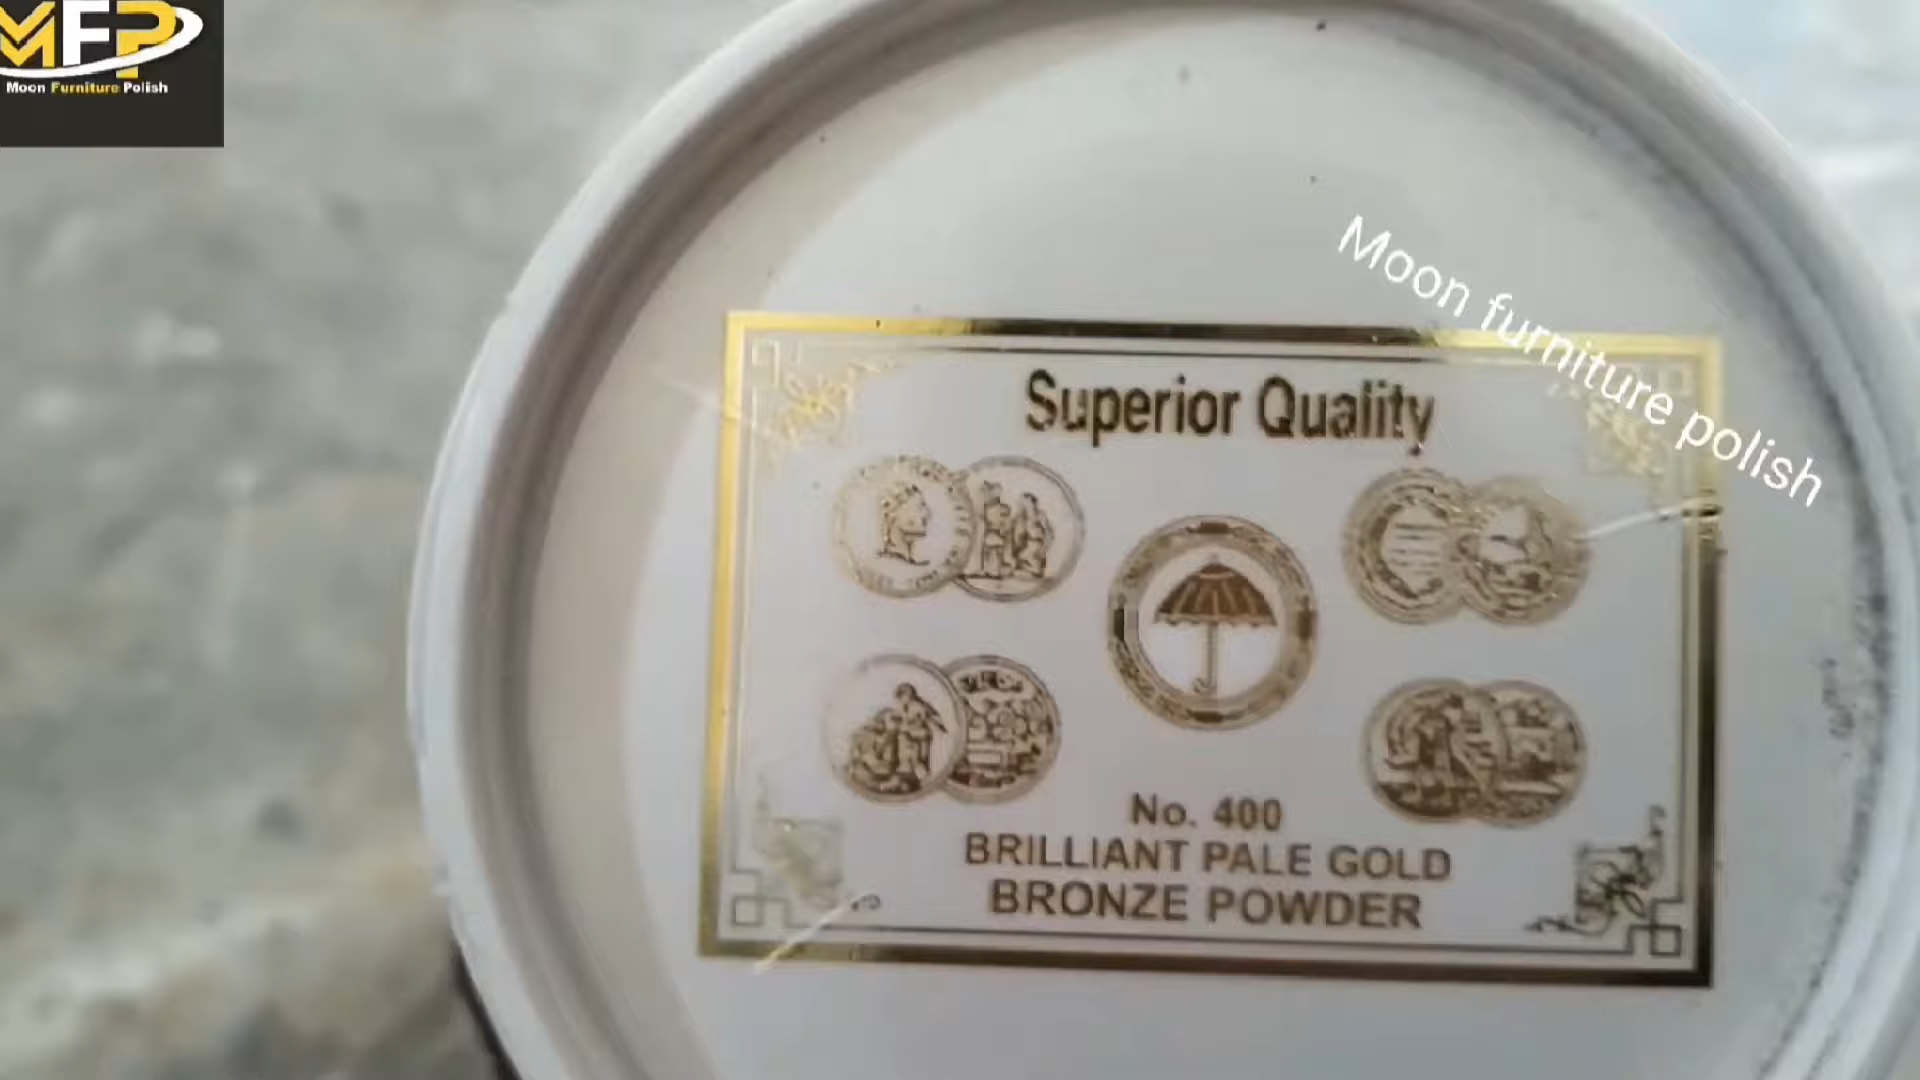 MFP
Moon Furniture Polish
Moon furniture polish
Superior Quality
No. 400
BRILLIANT PALE GOLD
BRONZE POWDER